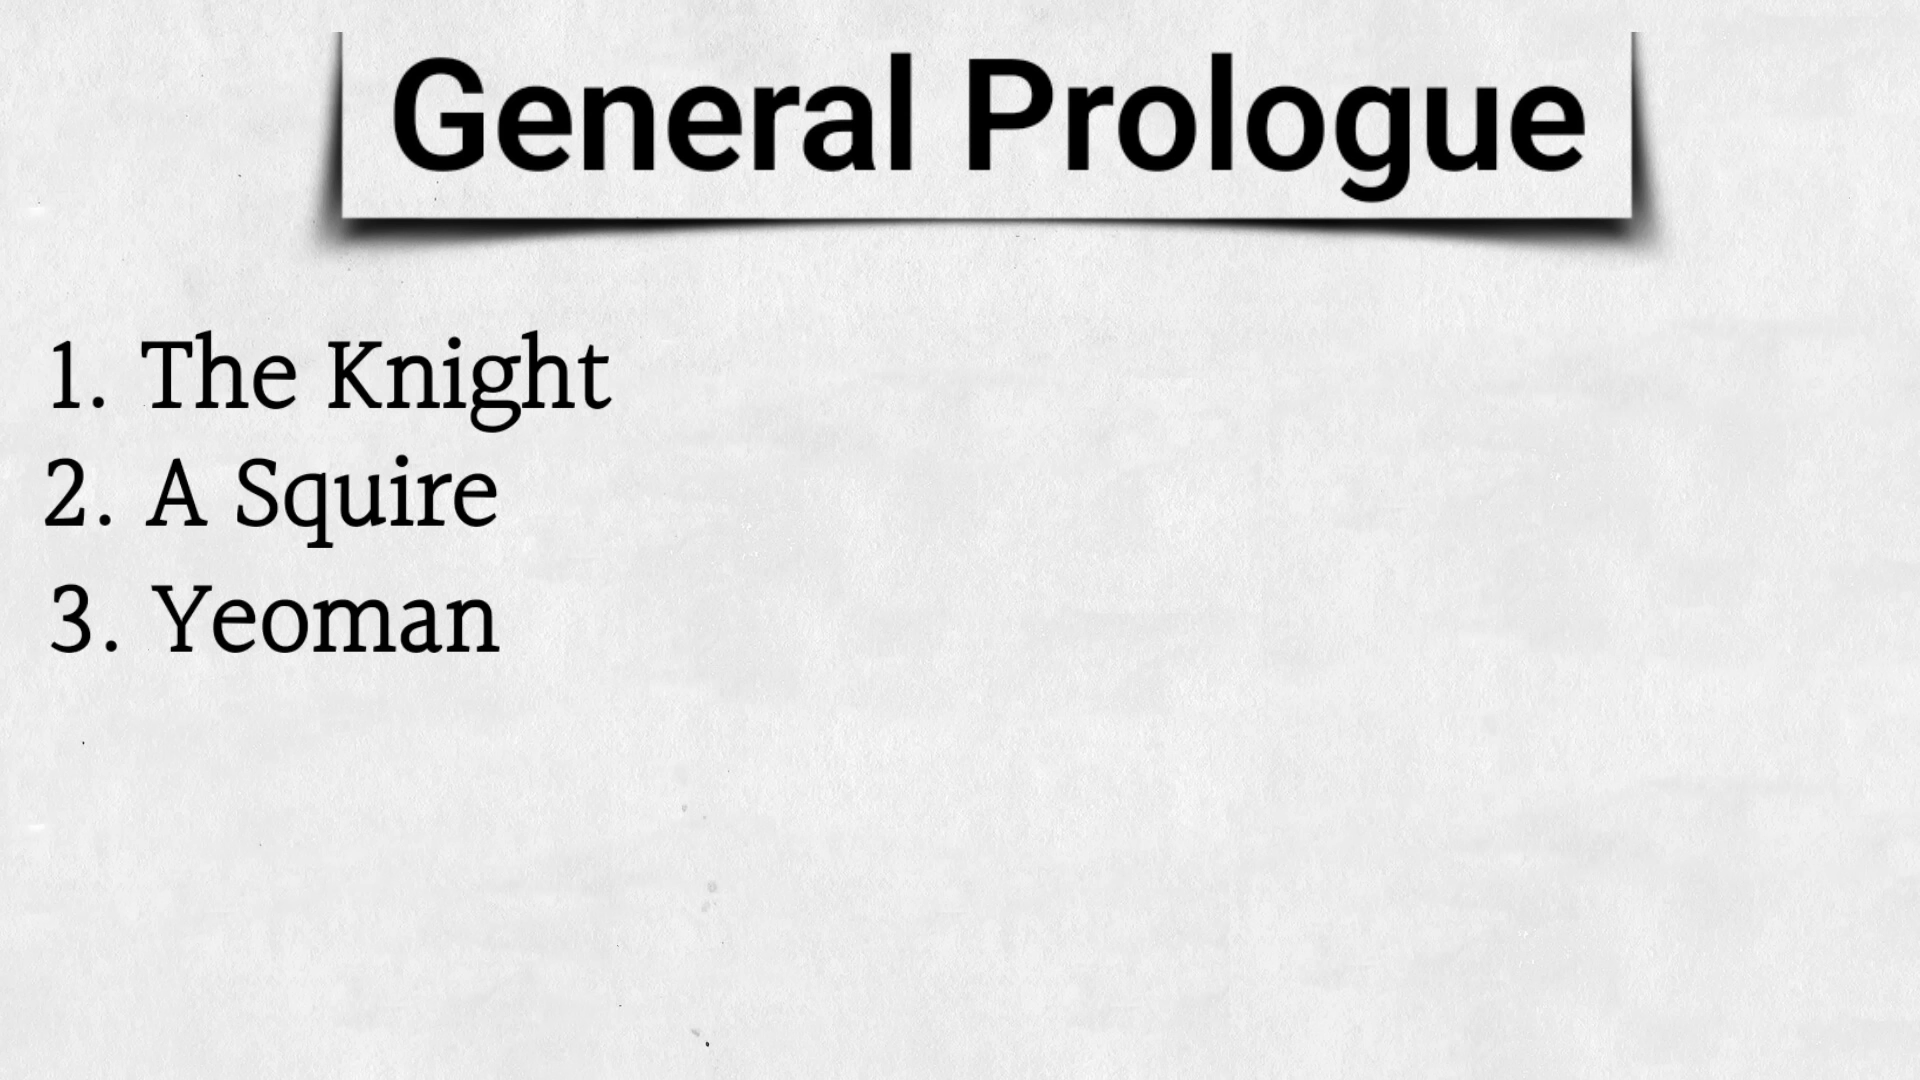 General Prologue
1. The Knight
2. A Squire
3. Yeoman